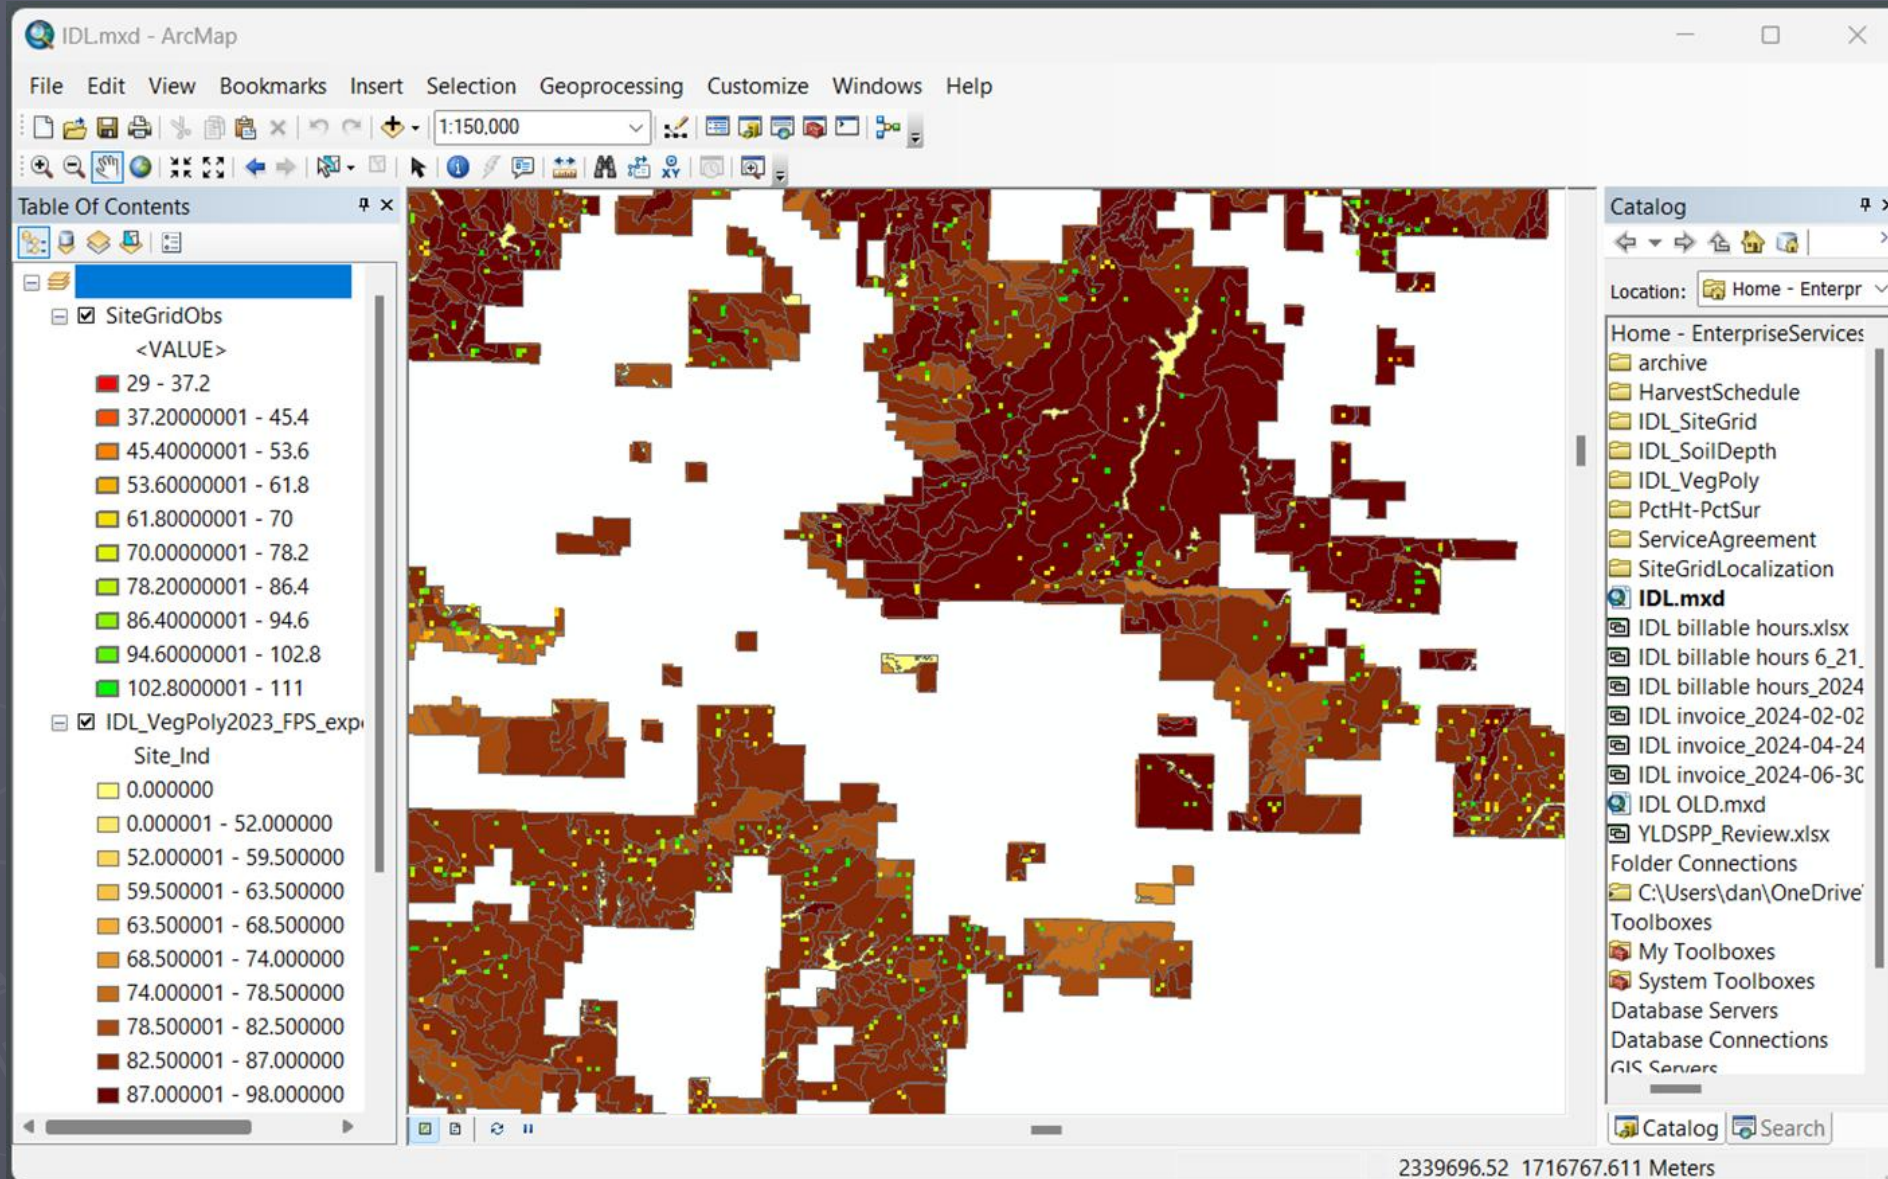 IDL.mxd - ArcMap
File Edit View Bookmarks Insert Selection Geoprocessing Customize Windows Help
1:150,000
Table Of Contents
SiteGridObs
<VALUE>
29 - 37.2
37.20000001 - 45.4
45.40000001 - 53.6
53.60000001 - 61.8
61.80000001 - 70
70.00000001 - 78.2
78.20000001 - 86.4
86.40000001 - 94.6
94.60000001 - 102.8
102.8000001 - 111
IDL_VegPoly2023_FPS_exp
Site_Ind
0.000000
0.000001 - 52.000000
52.000001 - 59.500000
59.500001 - 63.500000
63.500001 - 68.500000
68.500001 - 74.000000
74.000001 - 78.500000
78.500001 - 82.500000
82.500001 - 87.000000
87.000001 - 98.000000
XY
Catalog
Location: Home - Enterpr
Home - EnterpriseServices
archive
HarvestSchedule
IDL_SiteGrid
IDL_SoilDepth
IDL_VegPoly
PctHt-PctSur
ServiceAgreement
SiteGridLocalization
IDL.mxd
IDL billable hours.xlsx
IDL billable hours 6_21_
IDL billable hours_2024
IDL invoice_2024-02-02
IDL invoice_2024-04-24
IDL invoice_2024-06-30
IDL OLD.mxd
YLDSPP_Review.xlsx
Folder Connections
C:\Users\dan\OneDrive
Toolboxes
My Toolboxes
System Toolboxes
Database Servers
Database Connections
GIS Servers
Catalog Search
2339696.52 1716767.611 Meters